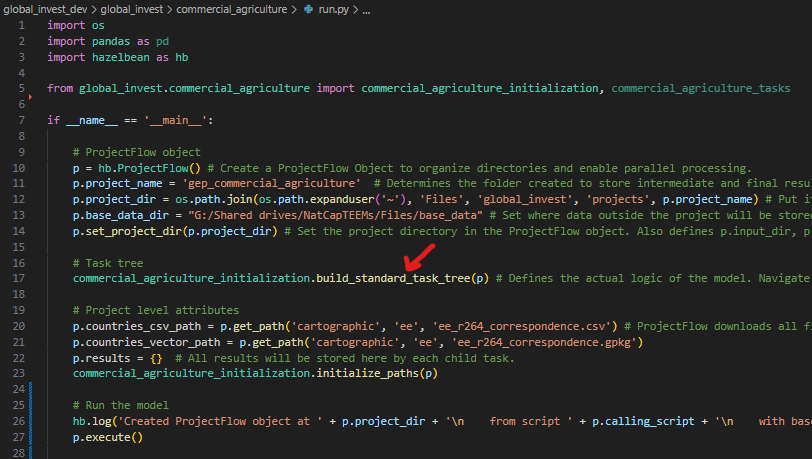 global_invest_dev > global_invest > commercial_agriculture > run.py > ...
1 import os
2 import pandas as pd
3 import hazelbean as hb
4
5 from global_invest.commercial_agriculture import commercial_agriculture_initialization, commercial_agriculture_tasks
6
7 if __name__ == '__main__':
8
9 # ProjectFlow object
10 p = hb.ProjectFlow() # Create a ProjectFlow Object to organize directories and enable parallel processing.
11 p.project_name = 'gep_commercial_agriculture' # Determines the folder created to store intermediate and final resul
12 p.project_dir = os.path.join(os.path.expanduser('~'), 'Files', 'global_invest', 'projects', p.project_name) # Put i
13 p.base_data_dir = "G:/Shared drives/NatCapTEEMs/Files/base_data" # Set where data outside the project will be store
14 p.set_project_dir(p.project_dir) # Set the project directory in the ProjectFlow object. Also defines p.input_dir, p
15
16 # Task tree
17 commercial_agriculture_initialization.build_standard_task_tree(p) # Defines the actual logic of the model. Navigate
18
19 # Project level attributes
20 p.countries_csv_path = p.get_path('cartographic', 'ee', 'ee_r264_correspondence.csv') # ProjectFlow downloads all f
21 p.countries_vector_path = p.get_path('cartographic', 'ee', 'ee_r264_correspondence.gpkg')
22 p.results = {} # All results will be stored here by each child task.
23 commercial_agriculture_initialization.initialize_paths(p)
24
25 # Run the model
26 hb.log('Created ProjectFlow object at ' + p.project_dir + '\n    from script ' + p.calling_script + '\n    with base
27 p.execute()
28